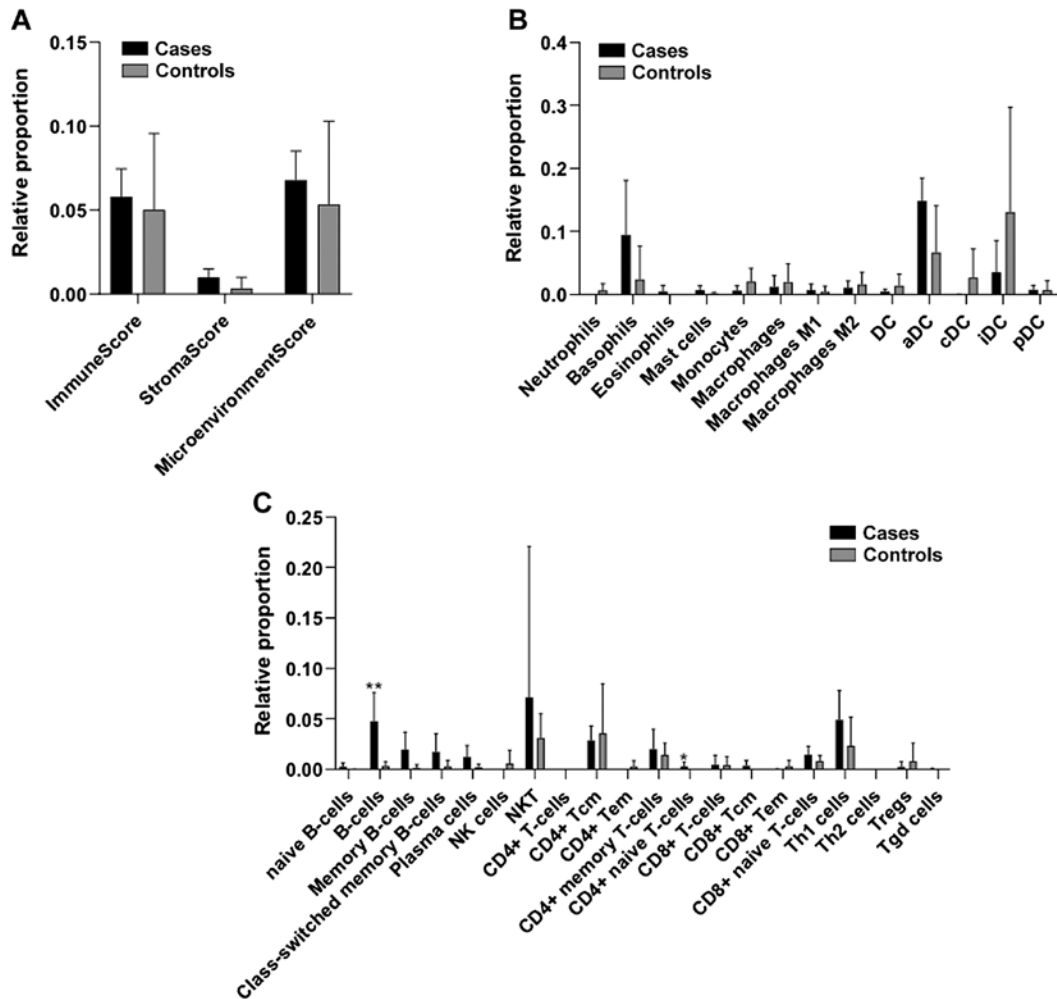 A
Relative proportion
0.15
0.10
0.05
0.00
Cases
Controls
ImmuneScore
StromaScore
MicroenvironmentScore
B
Relative proportion
0.4
0.3
0.2
0.1
0.0
Cases
Controls
Neutrophils
Basophils
Eosinophils
Mast cells
Monocytes
Macrophages
Macrophages M1
Macrophages M2
DC
aDC
cDC
iDC
pDC
C
Relative proportion
0.25
0.20
0.15
0.10
0.05
0.00
Cases
Controls
**
*
naive B-cells
B-cells
Memory B-cells
Class-switched memory B-cells
Plasma cells
NK cells
NKT
CD4+ T-cells
CD4+ Tcm
CD4+ Tem
CD4+ memory T-cells
CD4+ naive T-cells
CD8+ T-cells
CD8+ Tcm
CD8+ Tem
CD8+ naive T-cells
Th1 cells
Th2 cells
Tregs
Tgd cells